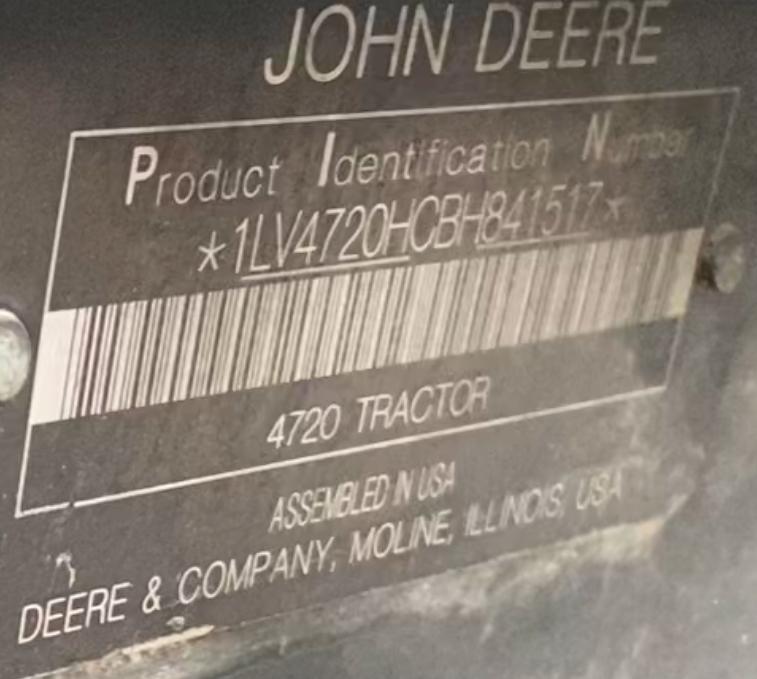 JOHN DEERE
Product Identification Number
*1LV4720HCBH841517*
4720 TRACTOR
ASSEMBLED IN USA
DEERE & COMPANY, MOLINE, ILLINOIS, USA